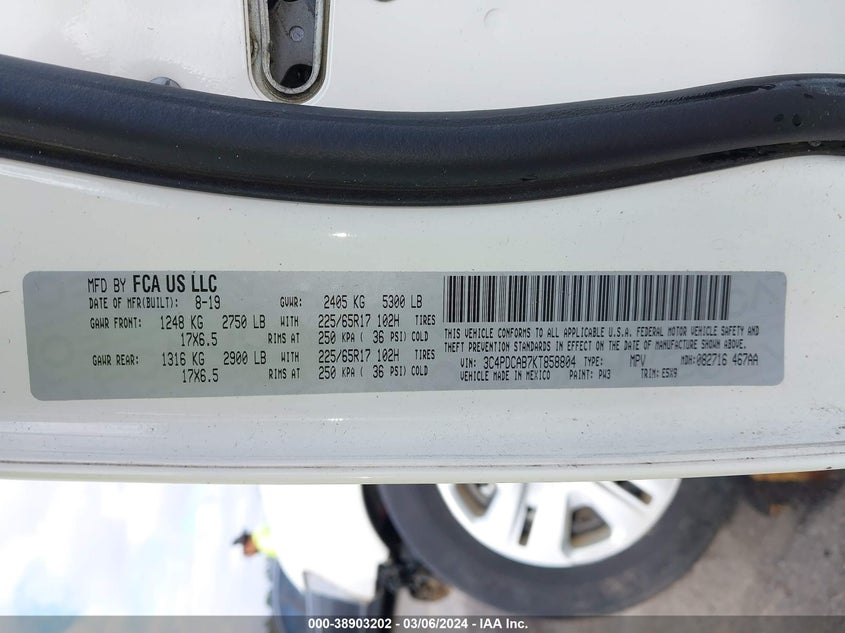 MFD BY FCA US LLC
DATE OF MFR(BUILT): 8-19 GVWR: 2405 KG 5300 LB
GAWR FRONT: 1248 KG 2750 LB WITH 225/65R17 102H TIRES
17X6.5 RIMS AT 250 KPA ( 36 PSI) COLD
GAWR REAR: 1316 KG 2900 LB WITH 225/65R17 102H TIRES
17X6.5 RIMS AT 250 KPA ( 36 PSI) COLD
THIS VEHICLE CONFORMS TO ALL APPLICABLE U.S.A. FEDERAL MOTOR VEHICLE SAFETY AND
THEFT PREVENTION STANDARDS IN EFFECT ON THE DATE OF MANUFACTURE SHOWN ABOVE.
VIN: 3C4PDCAB7KT858804 TYPE: MPV MDH:082716 467AA
VEHICLE MADE IN MEXICO PAINT: PW3 TRIM: E5X9
000-38903202 - 03/06/2024 - IAA Inc.